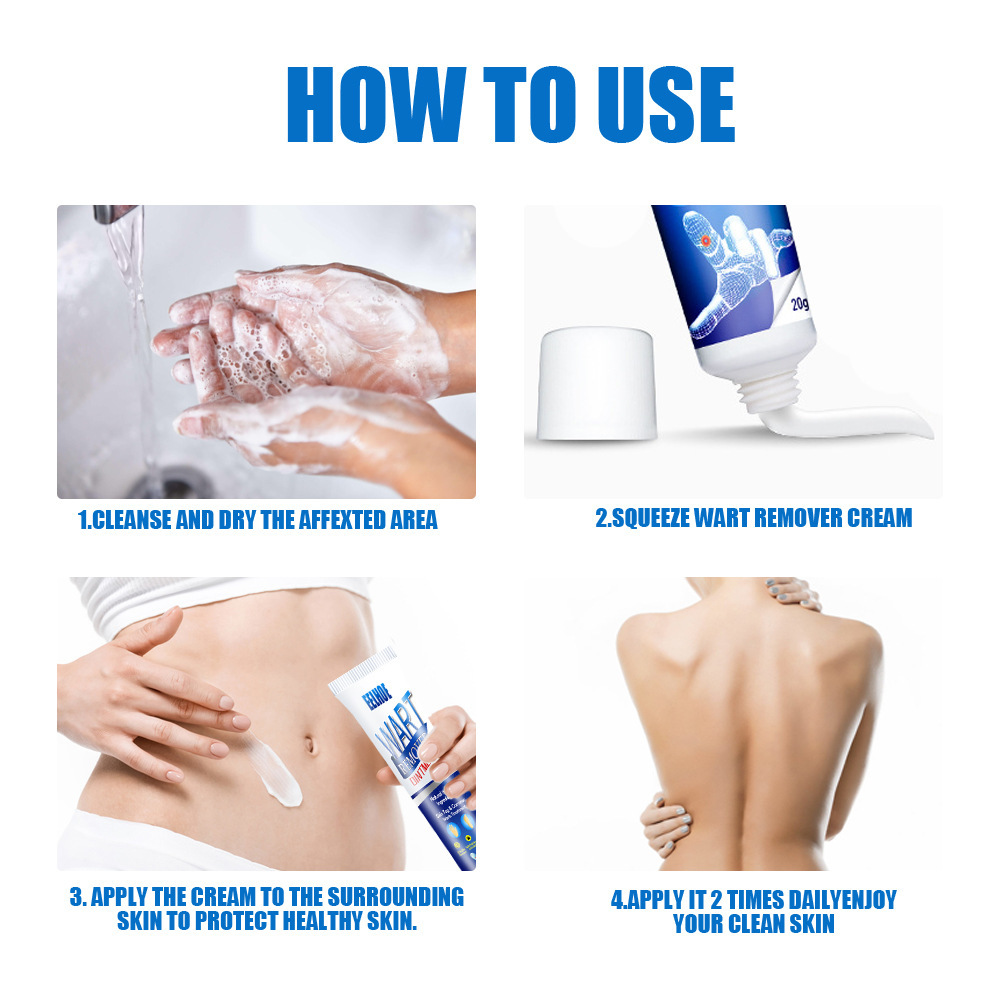 HOW TO USE
20g
1.CLEANSE AND DRY THE AFFEXTED AREA
2.SQUEEZE WART REMOVER CREAM
EELHOE
WART
3. APPLY THE CREAM TO THE SURROUNDING
SKIN TO PROTECT HEALTHY SKIN.
4.APPLY IT 2 TIMES DAILYENJOY
YOUR CLEAN SKIN